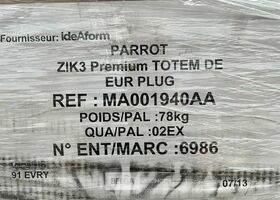 Fournisseur: ideAform
PARROT
ZIK3 Premium TOTEM DE
EUR PLUG
REF : MA001940AA
POIDS/PAL : 78kg
QUA/PAL : 02EX
N° ENT/MARC : 6986
91 EVRY
07/13